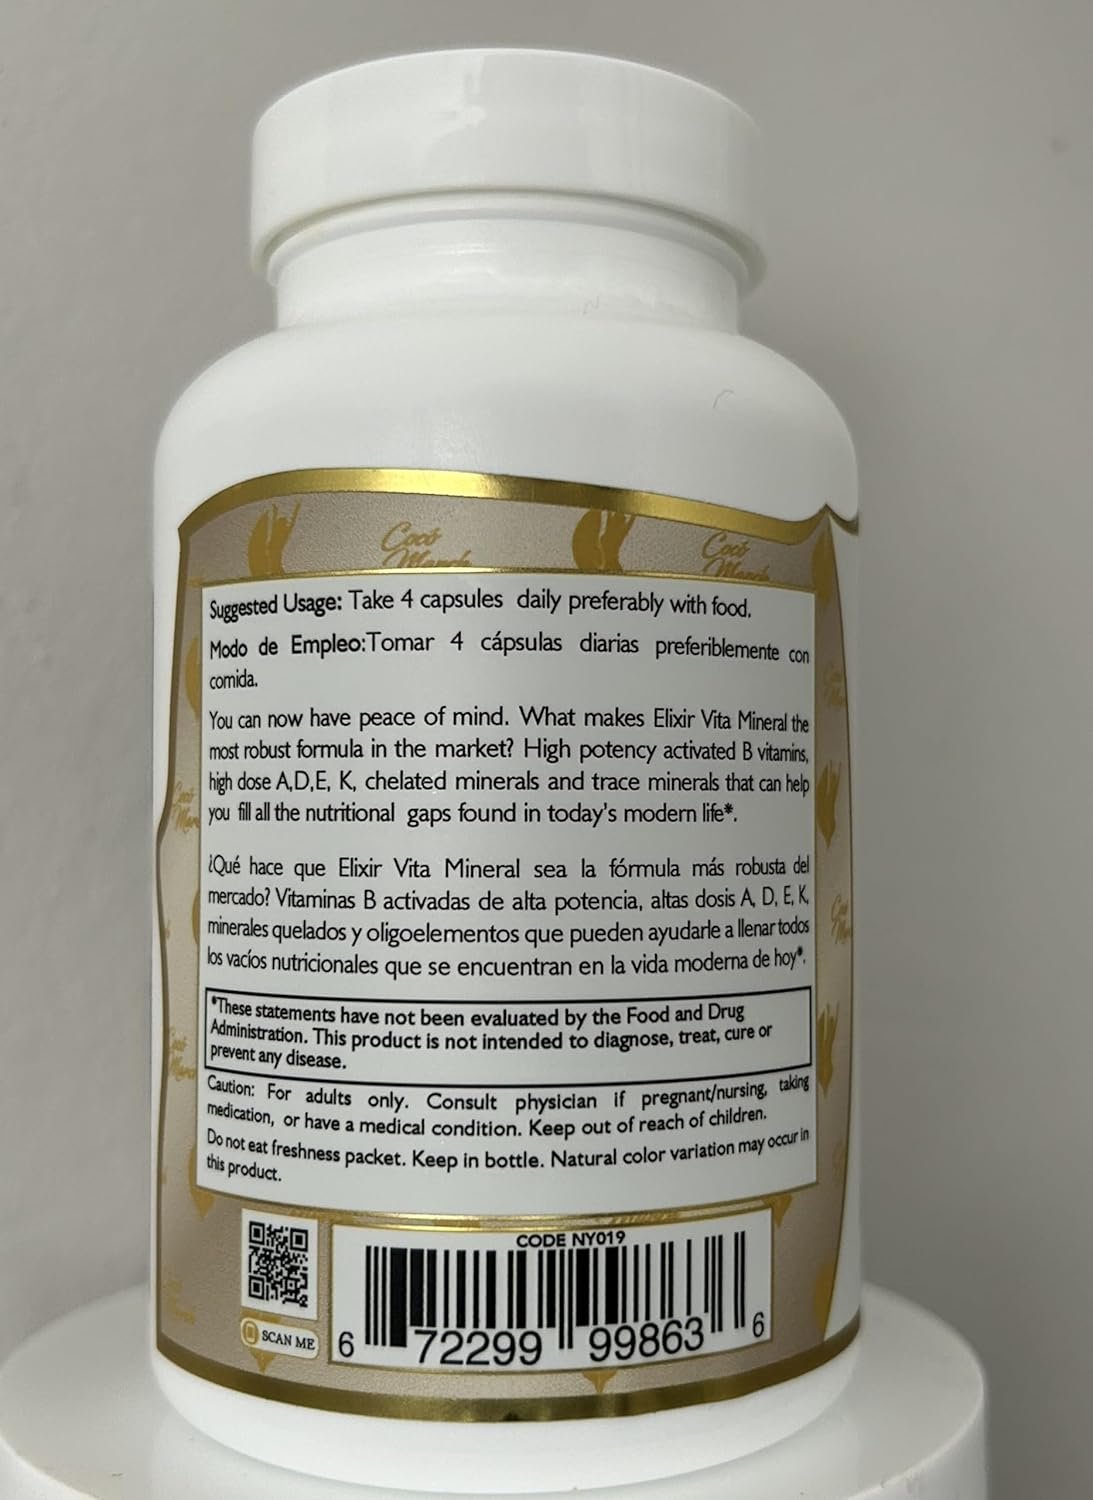 Cocó Cocó
March March
Suggested Usage: Take 4 capsules daily preferably with food.
Modo de Empleo:Tomar 4 cápsulas diarias preferiblemente con
comida.
You can now have peace of mind. What makes Elixir Vita Mineral the
most robust formula in the market? High potency activated B vitamins,
high dose A,D,E, K, chelated minerals and trace minerals that can help
you fill all the nutritional gaps found in today's modern life*.
¿Qué hace que Elixir Vita Mineral sea la fórmula más robusta del
mercado? Vitaminas B activadas de alta potencia, altas dosis A, D, E, K,
minerales quelados y oligoelementos que pueden ayudarle a llenar todos
los vacíos nutricionales que se encuentran en la vida moderna de hoy*.
*These statements have not been evaluated by the Food and Drug
Administration. This product is not intended to diagnose, treat, cure or
prevent any disease.
Caution: For adults only. Consult physician if pregnant/nursing, taking
medication, or have a medical condition. Keep out of reach of children.
Do not eat freshness packet. Keep in bottle. Natural color variation may occur in
this product.
CODE NY019
SCAN ME
6 72299 99863 6